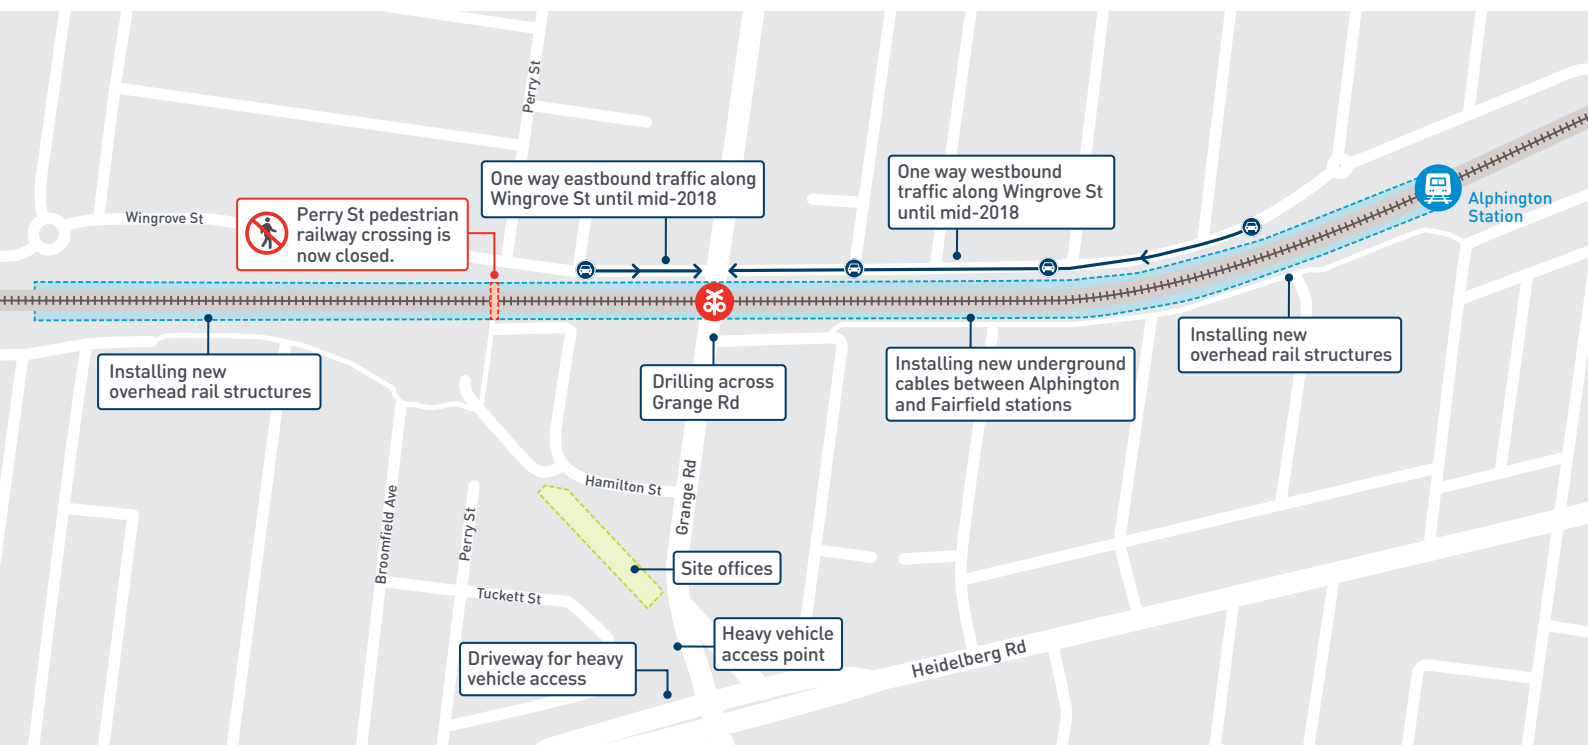 Perry St
One way eastbound traffic along
Wingrove St until mid-2018
One way westbound
traffic along Wingrove St
until mid-2018
Alphington
Station
Wingrove St
Perry St pedestrian
railway crossing is
now closed.
Installing new
overhead rail structures
Drilling across
Grange Rd
Installing new underground
cables between Alphington
and Fairfield stations
Installing new
overhead rail structures
Hamilton St
Grange Rd
Broomfield Ave
Perry St
Site offices
Tuckett St
Heavy vehicle
access point
Driveway for heavy
vehicle access
Heidelberg Rd